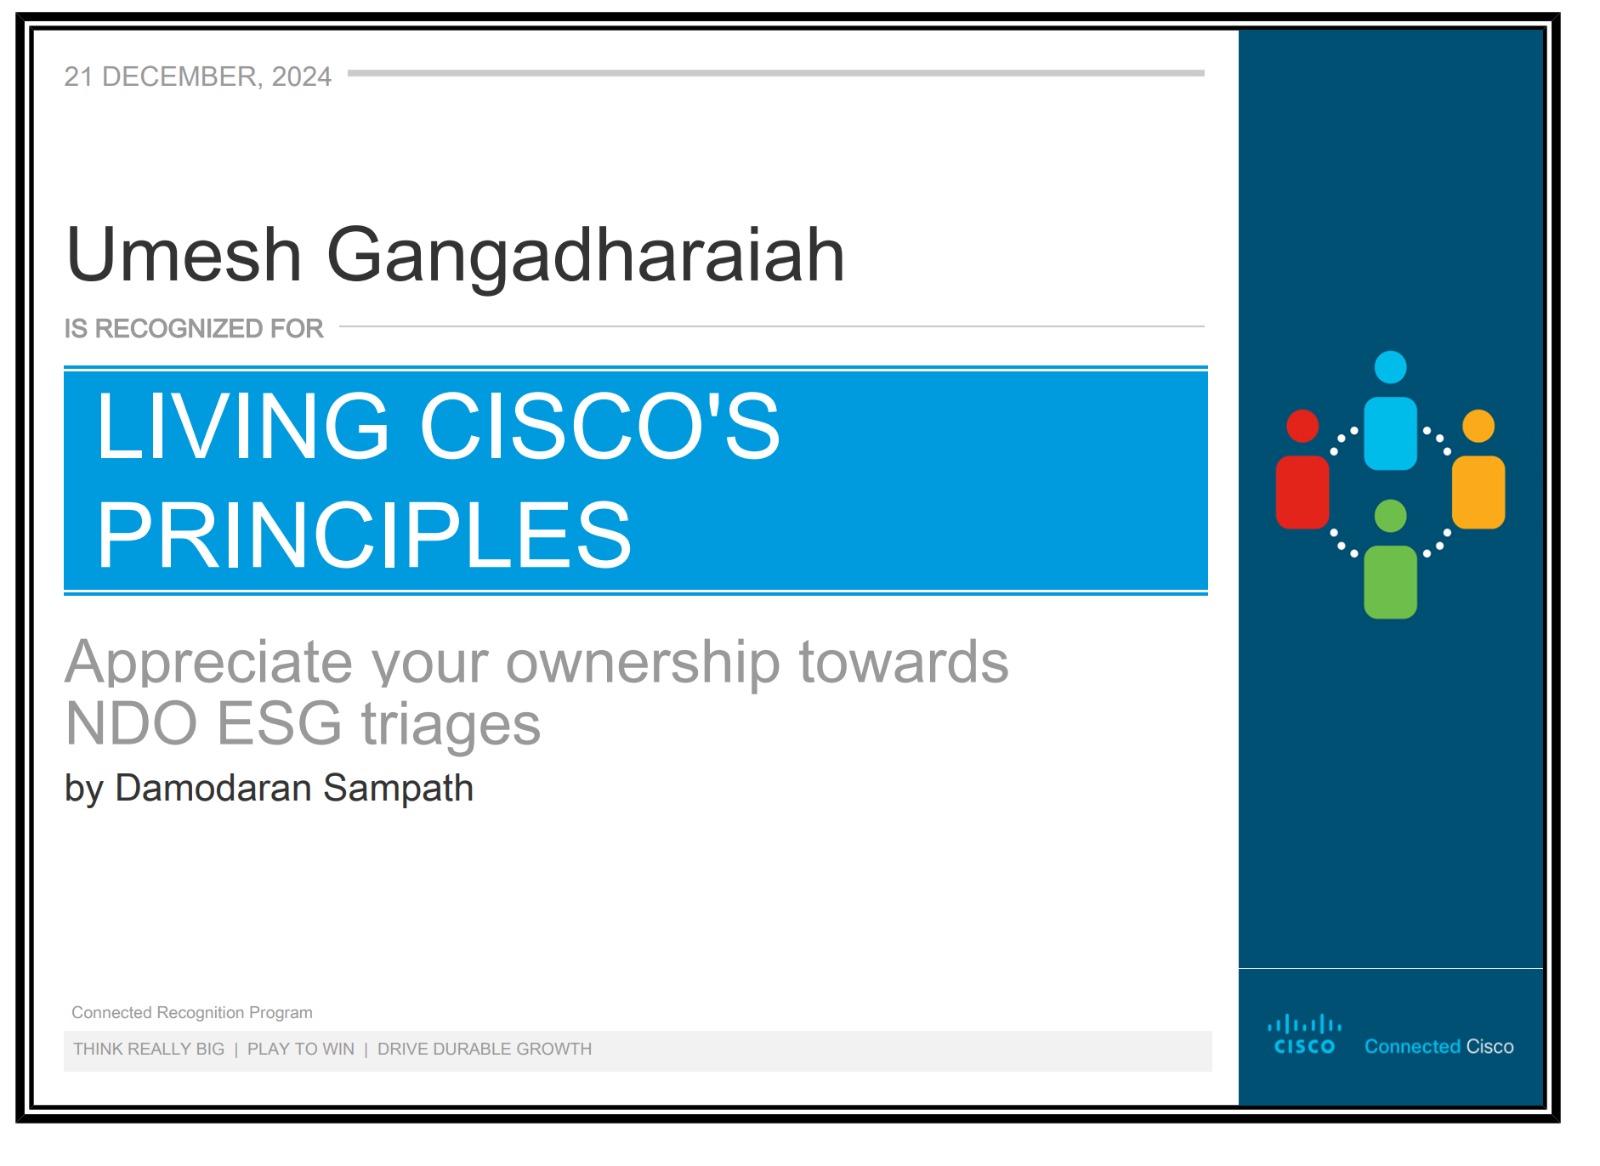 21 DECEMBER, 2024
Umesh Gangadharaiah
IS RECOGNIZED FOR
LIVING CISCO'S
PRINCIPLES
Appreciate your ownership towards
NDO ESG triages
by Damodaran Sampath
Connected Recognition Program
THINK REALLY BIG | PLAY TO WIN | DRIVE DURABLE GROWTH
CISCO
Connected Cisco